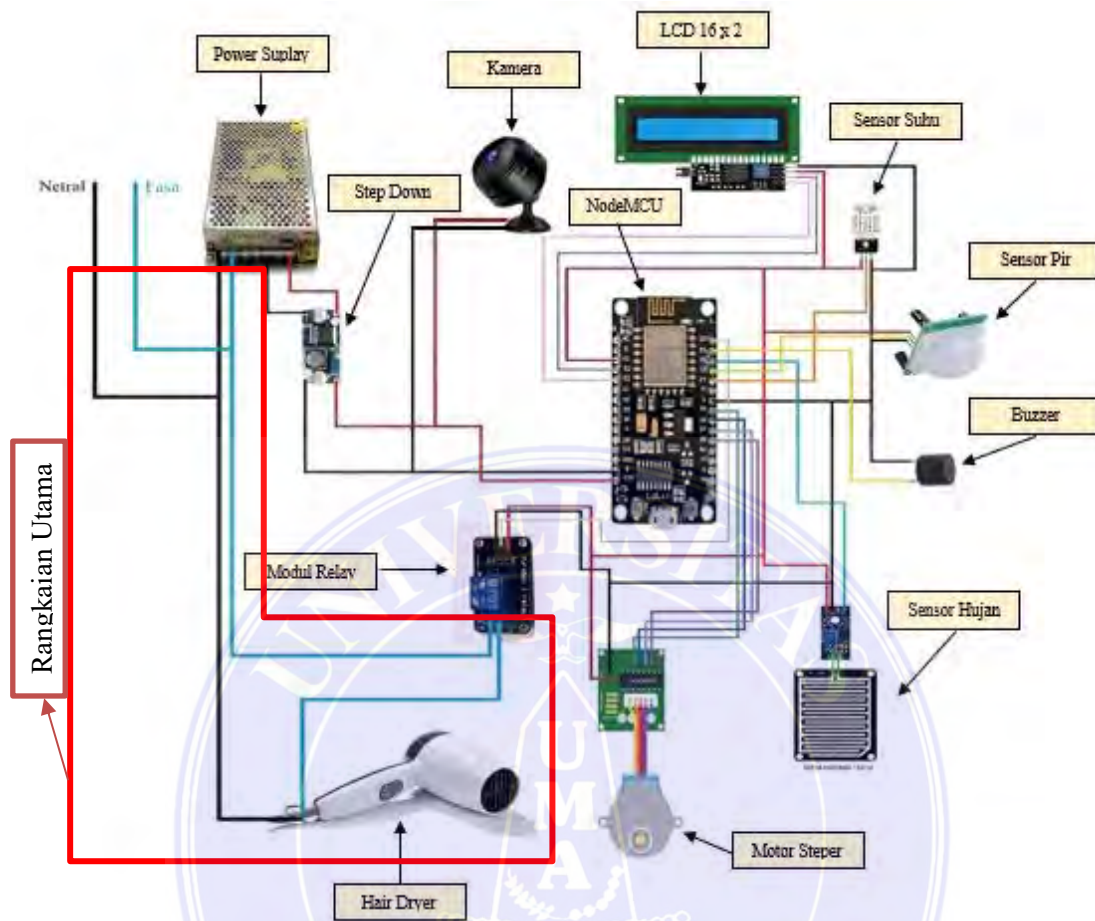 LCD 16 x 2
Power Suplay
Kamera
Sensor Suhu
Netral
Fasa
Step Down
NodeMCU
Sensor Pir
Buzzer
Rangkaian Utama
Modul Relay
Sensor Hujan
UNIVERSITA
U
M
A
Motor Steper
Hair Dryer